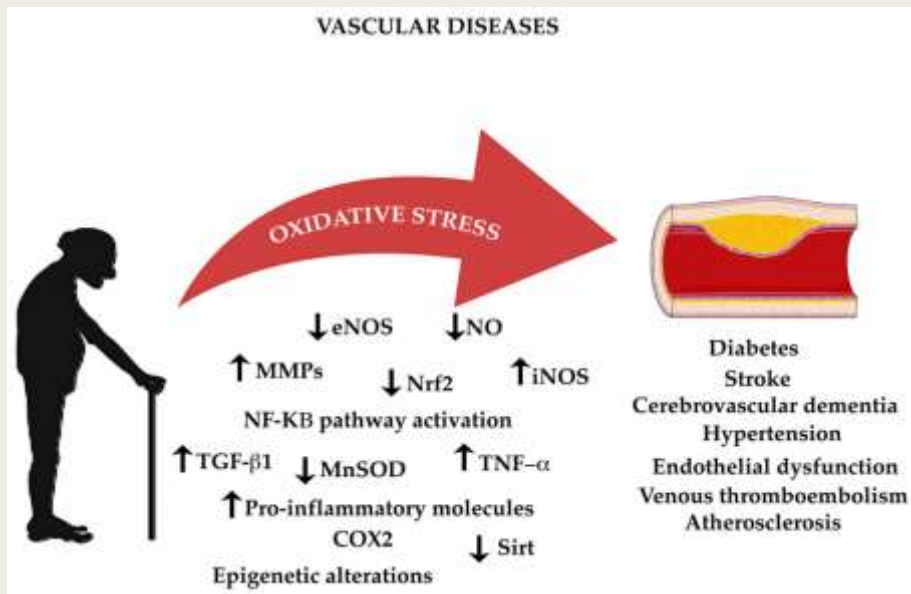 VASCULAR DISEASES
OXIDATIVE STRESS
↓eNOS ↓NO
↑MMPs ↓Nrf2 ↑iNOS
NF-KB pathway activation
↑TGF-β1 ↓MnSOD ↑TNF–α
↑Pro-inflammatory molecules
COX2 ↓Sirt
Epigenetic alterations
Diabetes
Stroke
Cerebrovascular dementia
Hypertension
Endothelial dysfunction
Venous thromboembolism
Atherosclerosis